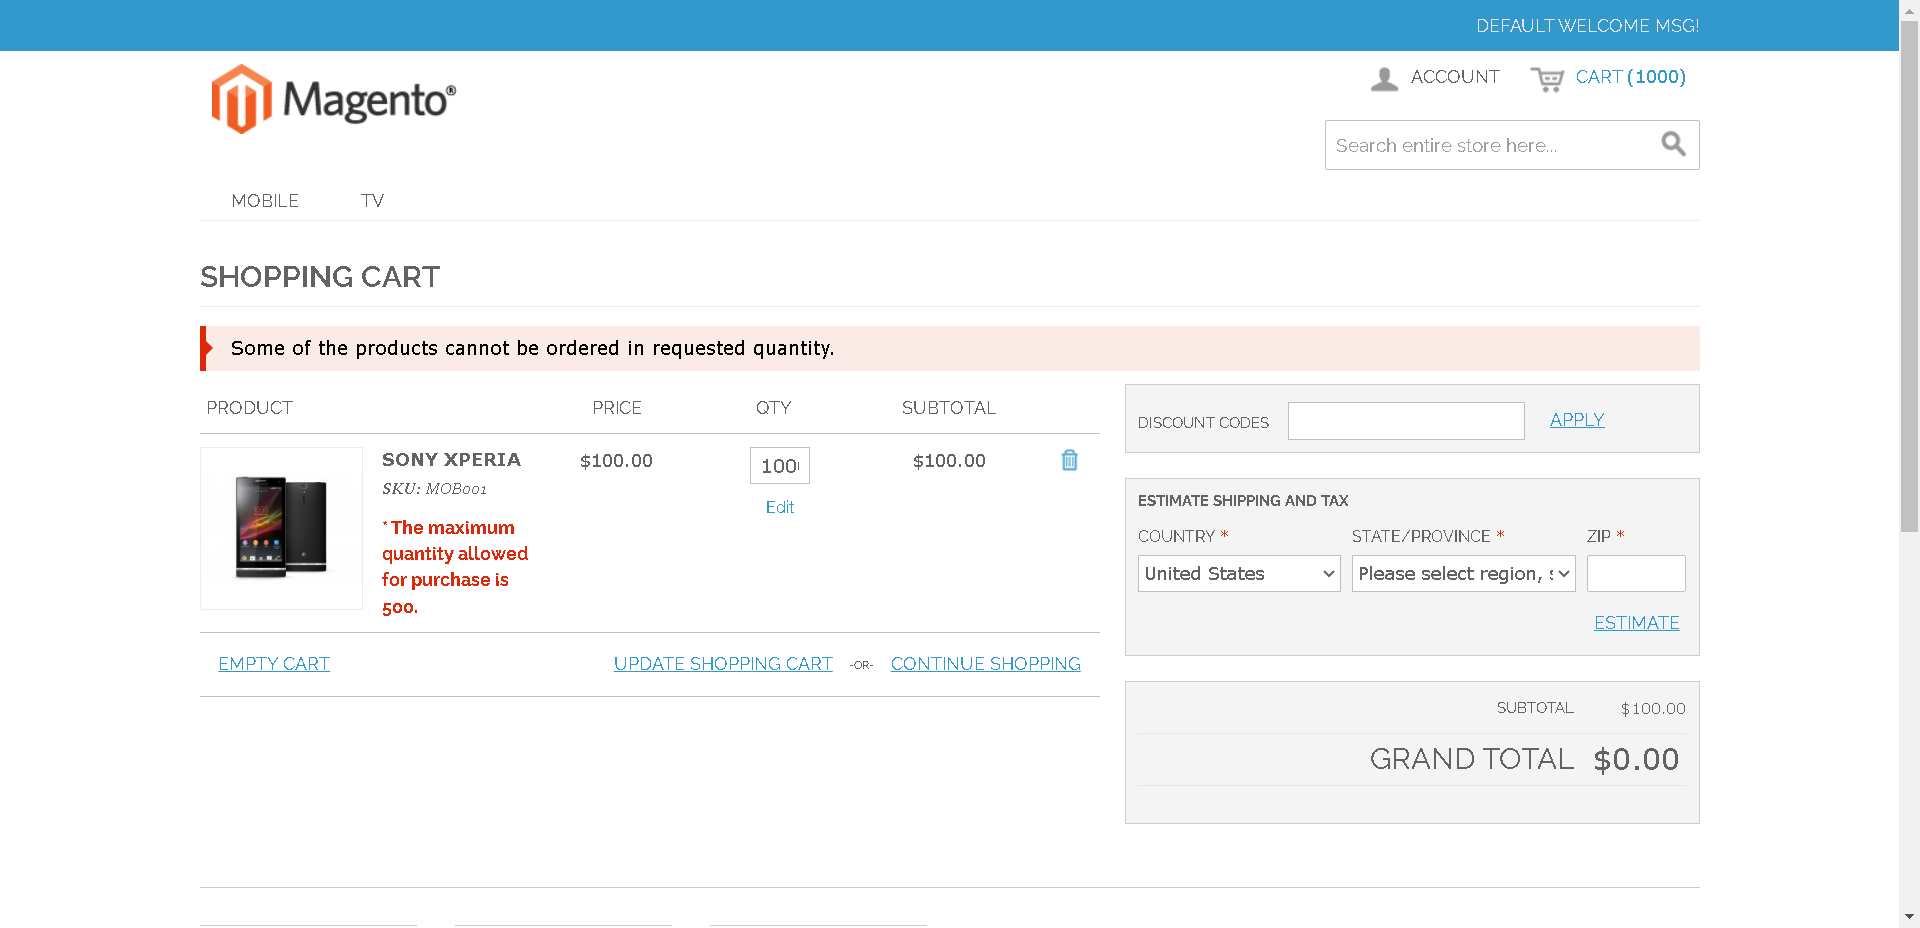 DEFAULT WELCOME MSG!
Magento®
ACCOUNT
CART (1000)
Search entire store here...
MOBILE
TV
SHOPPING CART
Some of the products cannot be ordered in requested quantity.
PRODUCT PRICE QTY SUBTOTAL
SONY XPERIA $100.00 100 $100.00
SKU: MOB001
Edit
* The maximum
quantity allowed
for purchase is
500.
EMPTY CART UPDATE SHOPPING CART -OR- CONTINUE SHOPPING
DISCOUNT CODES APPLY
ESTIMATE SHIPPING AND TAX
COUNTRY * STATE/PROVINCE * ZIP *
United States Please select region,
ESTIMATE
SUBTOTAL $100.00
GRAND TOTAL $0.00